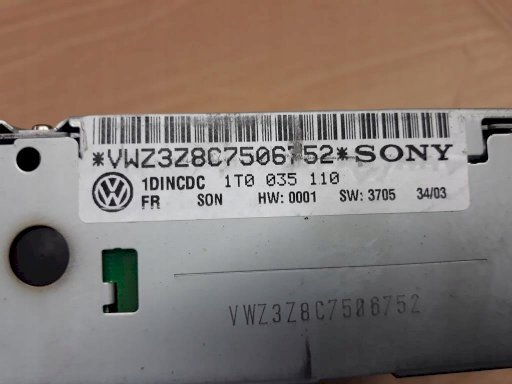 *VWZ3Z8C7506752* SONY
1DINCDC 1T0 035 110
FR SON HW: 0001 SW: 3705 34/03
VWZ3Z8C7506752